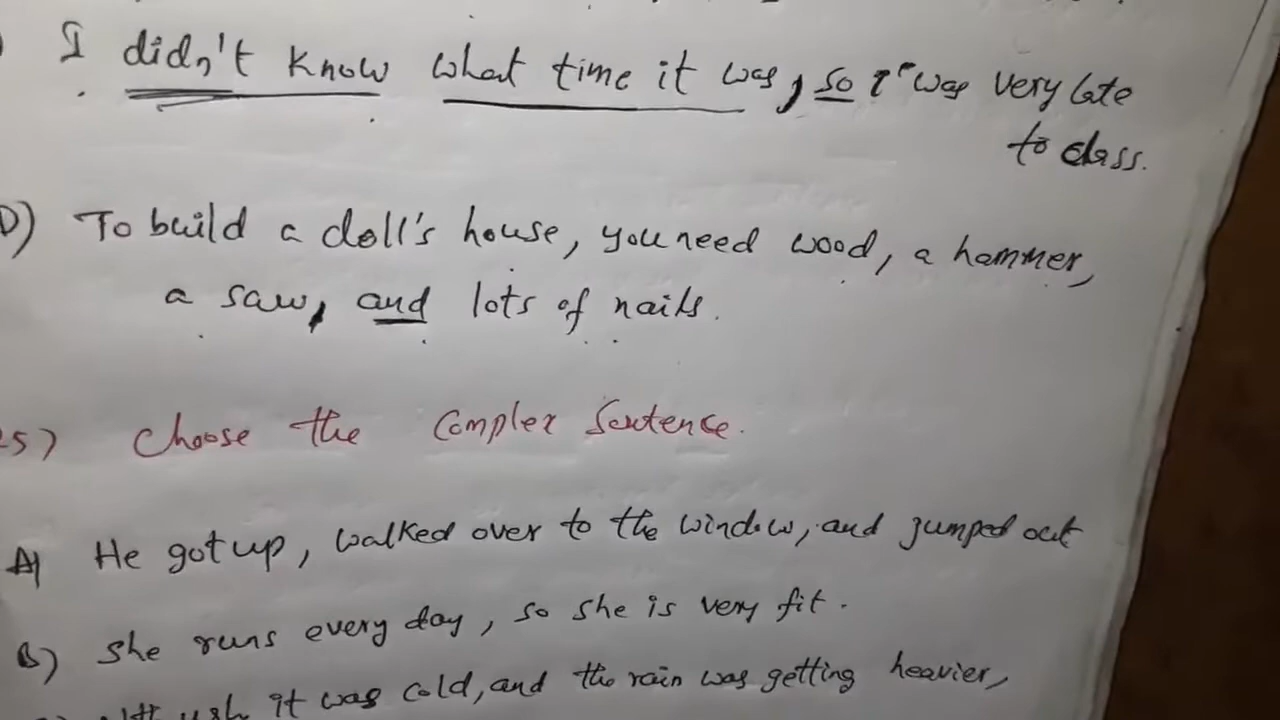 ) I didn't know what time it was, so I was very late
to class.
D) To build a doll's house, you need wood, a hammer,
a saw, and lots of nails.
25) Choose the Complex Sentence.
A) He got up, walked over to the window, and jumped out
B) She runs every day, so she is very fit.
it was cold, and the rain was getting heavier,